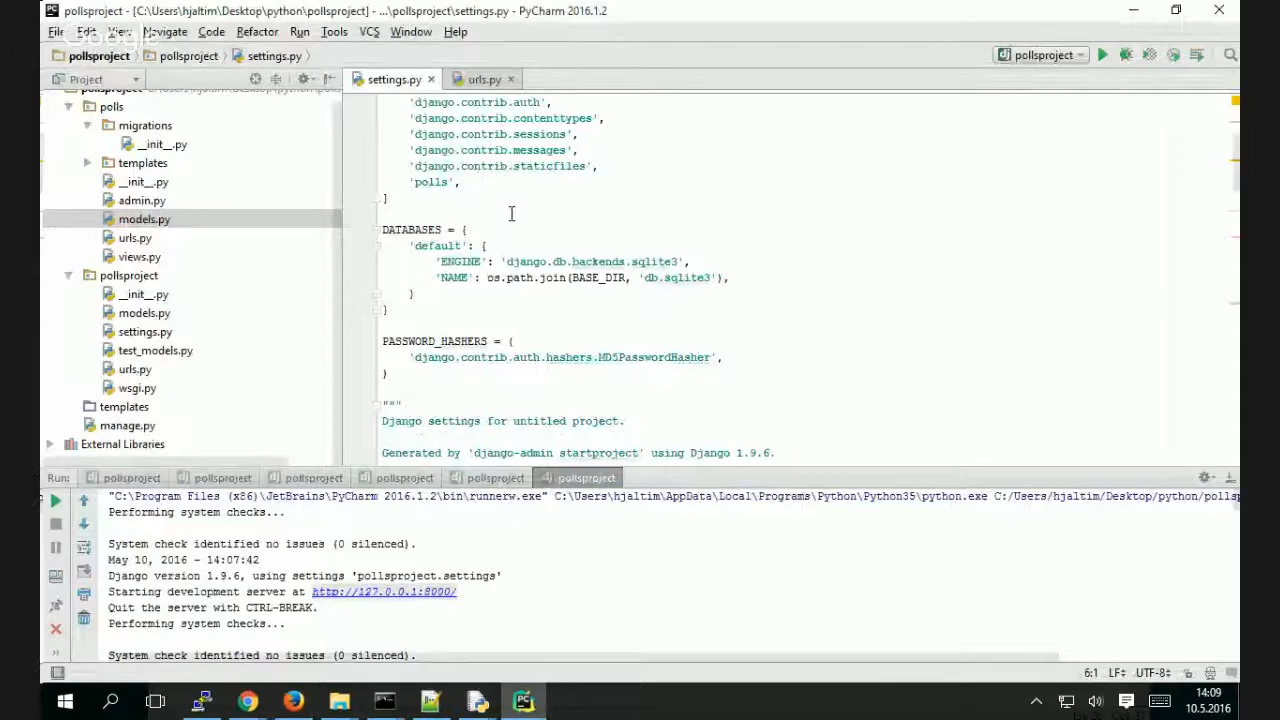 pollsproject - [C:\Users\hjaltim\Desktop\python\pollsproject] - ...\pollsproject\settings.py - PyCharm 2016.1.2
File Edit View Navigate Code Refactor Run Tools VCS Window Help
Google
pollsproject pollsproject settings.py pollsproject
Project settings.py urls.py
polls
migrations
__init__.py
templates
__init__.py
admin.py
models.py
urls.py
views.py
pollsproject
__init__.py
models.py
settings.py
test_models.py
urls.py
wsgi.py
templates
manage.py
External Libraries
'django.contrib.auth',
'django.contrib.contenttypes',
'django.contrib.sessions',
'django.contrib.messages',
'django.contrib.staticfiles',
'polls',
]
DATABASES = {
'default': {
'ENGINE': 'django.db.backends.sqlite3',
'NAME': os.path.join(BASE_DIR, 'db.sqlite3'),
}
}
PASSWORD_HASHERS = (
'django.contrib.auth.hashers.MD5PasswordHasher',
)
"""
Django settings for untitled project.
Generated by 'django-admin startproject' using Django 1.9.6.
Run: pollsproject pollsproject pollsproject pollsproject pollsproject pollsproject
"C:\Program Files (x86)\JetBrains\PyCharm 2016.1.2\bin\runnerw.exe" C:\Users\hjaltim\AppData\Local\Programs\Python\Python35\python.exe C:/Users/hjaltim/Desktop/python/pollsp
Performing system checks...
System check identified no issues (0 silenced).
May 10, 2016 - 14:07:42
Django version 1.9.6, using settings 'pollsproject.settings'
Starting development server at http://127.0.0.1:8000/
Quit the server with CTRL-BREAK.
Performing system checks...
System check identified no issues (0 silenced).
6:1 LF UTF-8
14:09
10.5.2016